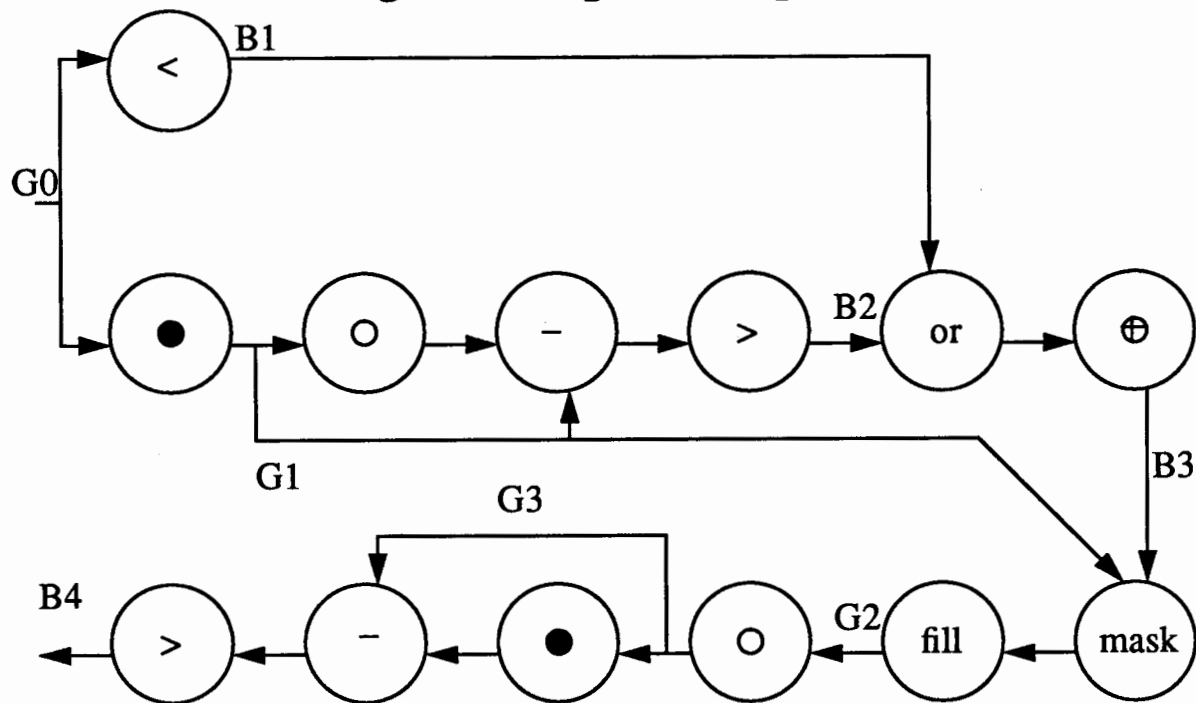 B1
<
G0
●
○
−
>
B2
or
⊕
G1
B3
G3
B4
>
−
●
○
G2
fill
mask